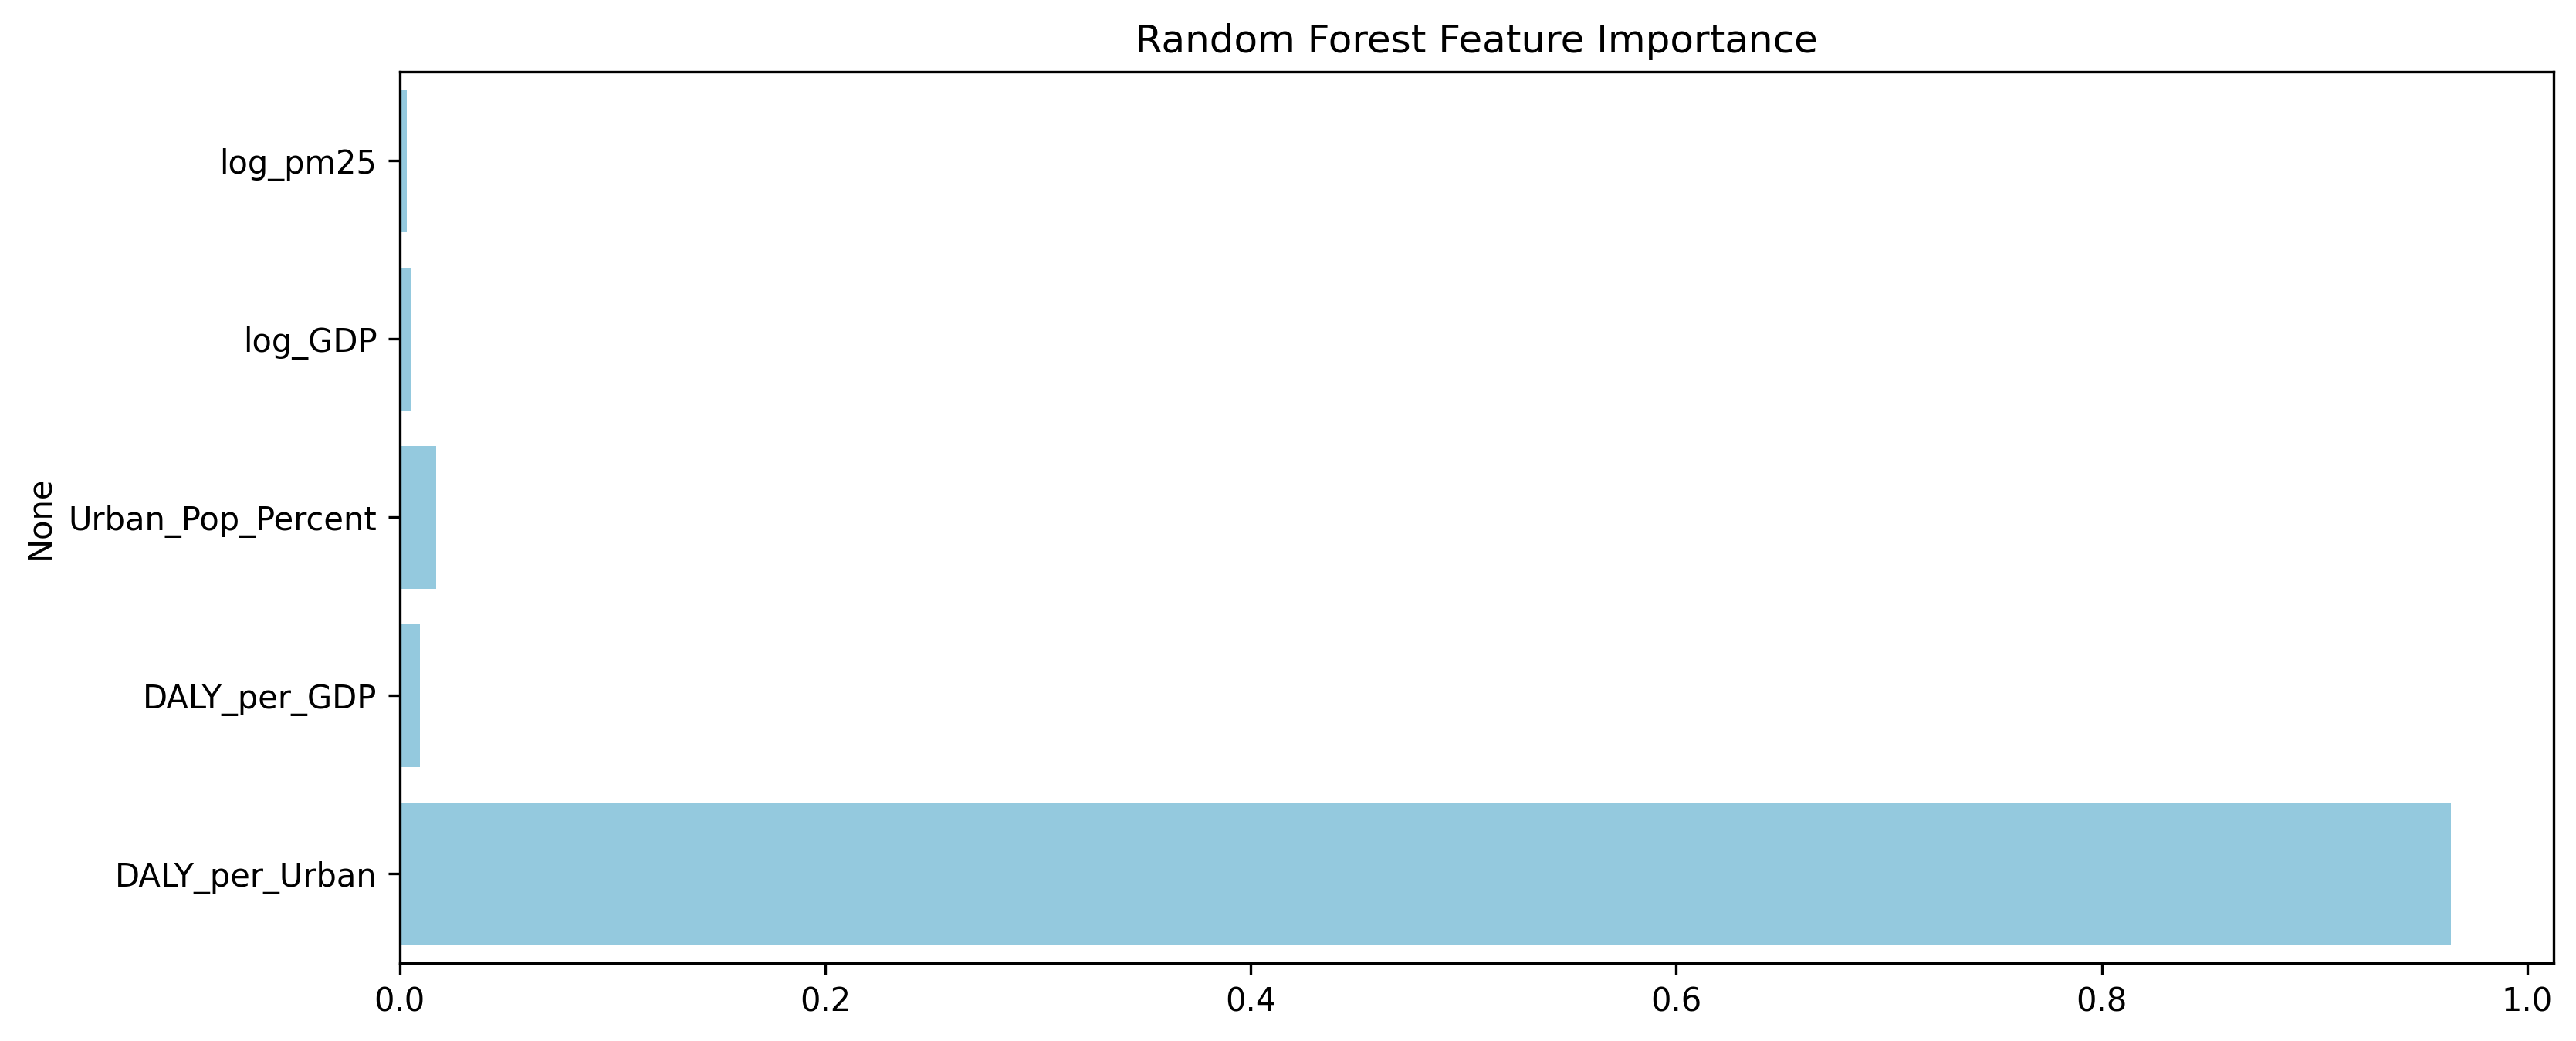 Random Forest Feature Importance
log_pm25
log_GDP
Urban_Pop_Percent
DALY_per_GDP
DALY_per_Urban
None
0.0 0.2 0.4 0.6 0.8 1.0